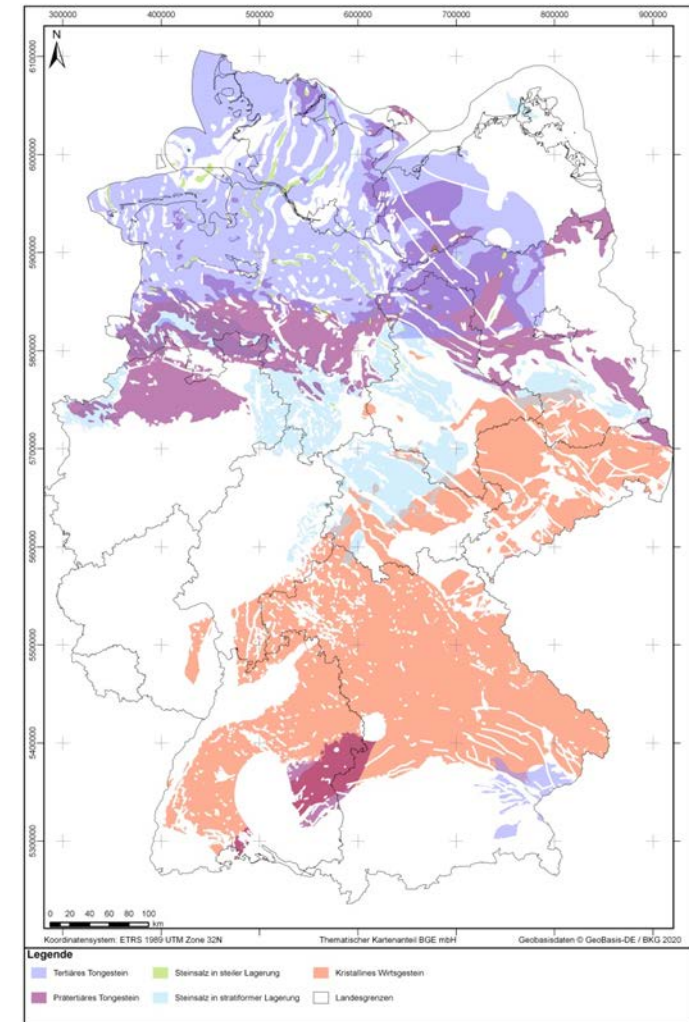 300000 400000 500000 600000 700000 800000 900000
N
6100000
6000000
5900000
5800000
5700000
5600000
5500000
5400000
5300000
0 20 40 60 80 100
km
Koordinatensystem: ETRS 1989 UTM Zone 32N Thematischer Kartenanteil BGE mbH Geobasisdaten © GeoBasis-DE / BKG 2020
Legende
Tertiäres Tongestein Steinsalz in steiler Lagerung Kristallines Wirtsgestein
Prätertiäres Tongestein Steinsalz in stratiformer Lagerung Landesgrenzen